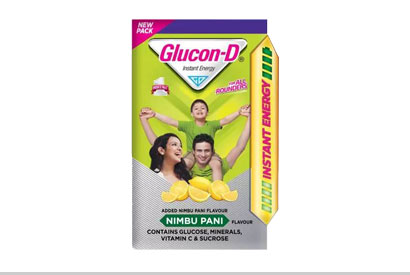 NEW
PACK
Glucon-D®
Instant Energy
FOR ALL
ROUNDERS
INSTANT ENERGY
ADDED NIMBU PANI FLAVOUR
NIMBU PANI FLAVOUR
CONTAINS GLUCOSE, MINERALS,
VITAMIN C & SUCROSE